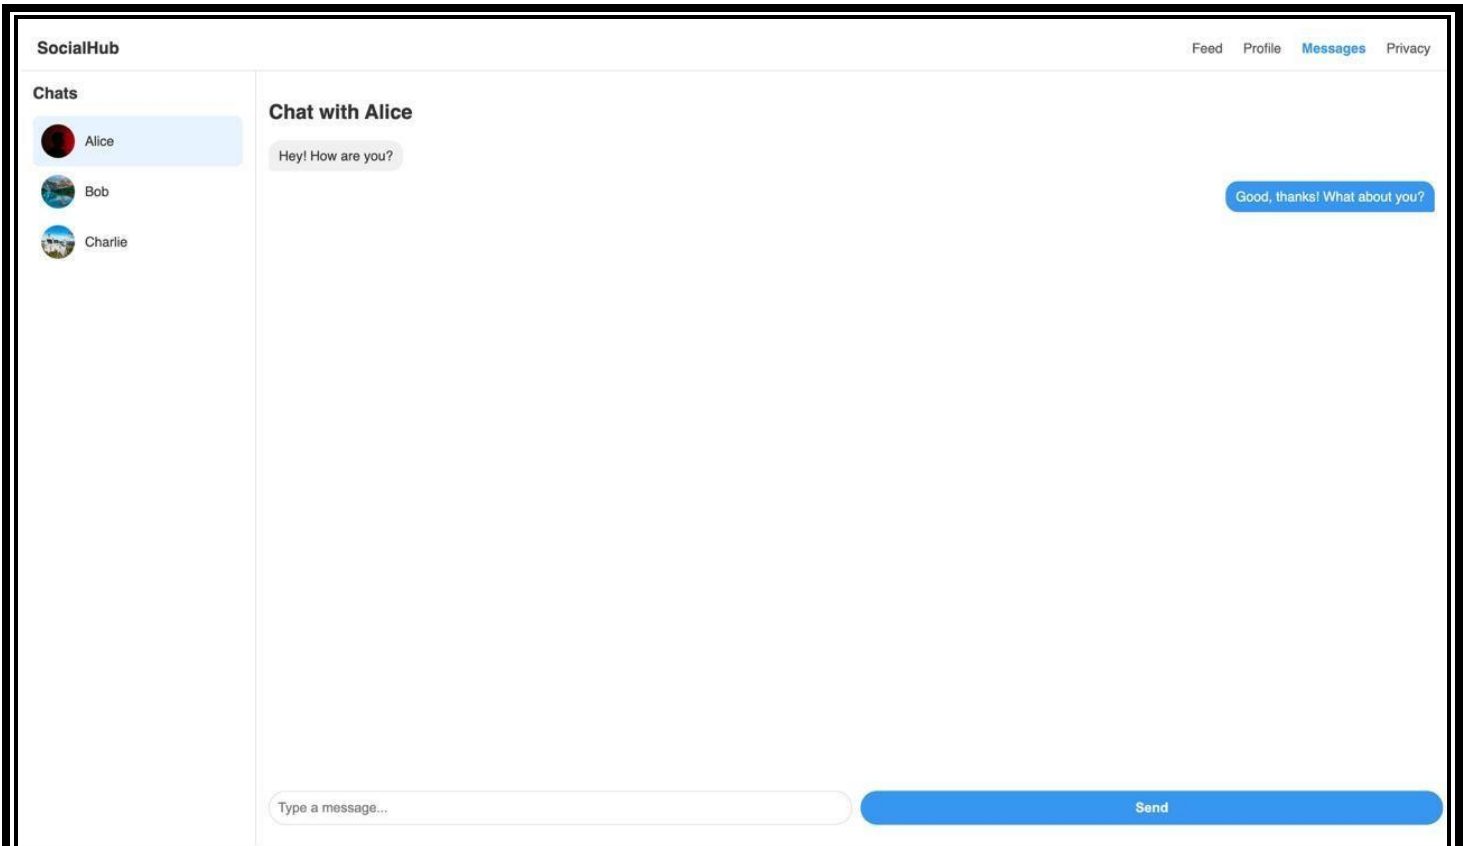 SocialHub
Feed Profile Messages Privacy
Chats
Alice
Bob
Charlie
Chat with Alice
Hey! How are you?
Good, thanks! What about you?
Type a message...
Send